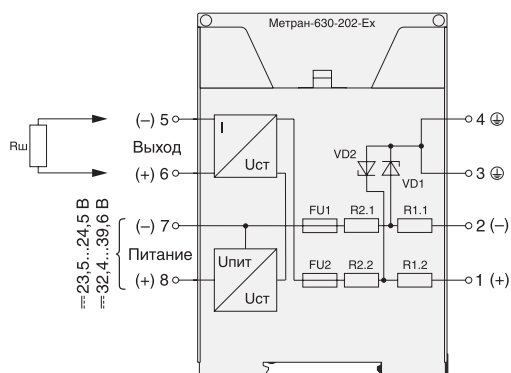 Метран-630-202-Ex
(–) 5
I
Uст
4
Rш
Выход
VD2
VD1
(+) 6
3
⎓23,5...24,5 В
⎓32,4...39,6 В
(–) 7
FU1
R2.1
R1.1
2 (–)
Питание
Uпит
Uст
(+) 8
FU2
R2.2
R1.2
1 (+)